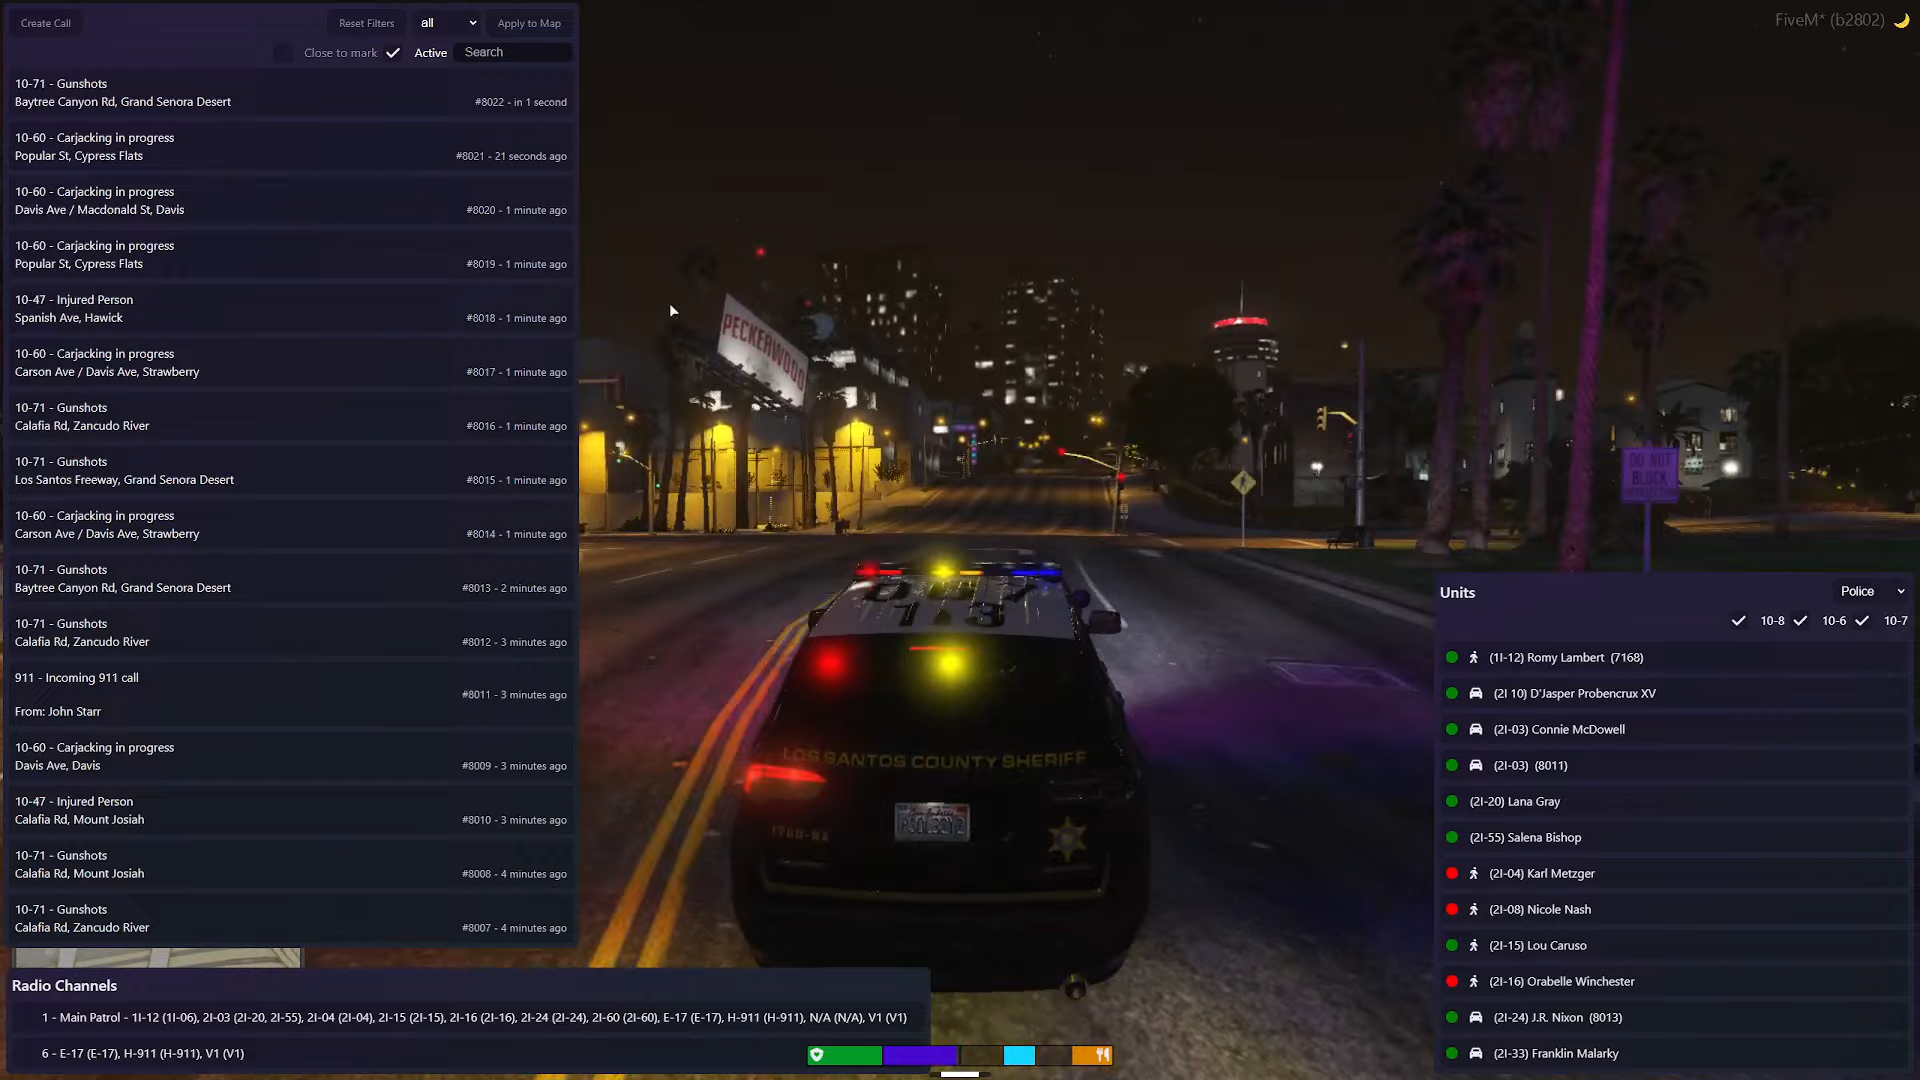 Create Call
Reset Filters
all
Apply to Map
Close to mark
Active
Search
10-71 - Gunshots
Baytree Canyon Rd, Grand Senora Desert
#8022 - in 1 second
10-60 - Carjacking in progress
Popular St, Cypress Flats
#8021 - 21 seconds ago
10-60 - Carjacking in progress
Davis Ave / Macdonald St, Davis
#8020 - 1 minute ago
10-60 - Carjacking in progress
Popular St, Cypress Flats
#8019 - 1 minute ago
10-47 - Injured Person
Spanish Ave, Hawick
#8018 - 1 minute ago
10-60 - Carjacking in progress
Carson Ave / Davis Ave, Strawberry
#8017 - 1 minute ago
10-71 - Gunshots
Calafia Rd, Zancudo River
#8016 - 1 minute ago
10-71 - Gunshots
Los Santos Freeway, Grand Senora Desert
#8015 - 1 minute ago
10-60 - Carjacking in progress
Carson Ave / Davis Ave, Strawberry
#8014 - 1 minute ago
10-71 - Gunshots
Baytree Canyon Rd, Grand Senora Desert
#8013 - 2 minutes ago
10-71 - Gunshots
Calafia Rd, Zancudo River
#8012 - 3 minutes ago
911 - Incoming 911 call
#8011 - 3 minutes ago
From: John Starr
10-60 - Carjacking in progress
Davis Ave, Davis
#8009 - 3 minutes ago
10-47 - Injured Person
Calafia Rd, Mount Josiah
#8010 - 3 minutes ago
10-71 - Gunshots
Calafia Rd, Mount Josiah
#8008 - 4 minutes ago
10-71 - Gunshots
Calafia Rd, Zancudo River
#8007 - 4 minutes ago
Radio Channels
1 - Main Patrol - 1I-12 (1I-06), 2I-03 (2I-20, 2I-55), 2I-04 (2I-04), 2I-15 (2I-15), 2I-16 (2I-16), 2I-24 (2I-24), 2I-60 (2I-60), E-17 (E-17), H-911 (H-911), N/A (N/A), V1 (V1)
6 - E-17 (E-17), H-911 (H-911), V1 (V1)
FiveM* (b2802)
PECKERWOOD
DO NOT
BLOCK
LOS SANTOS COUNTY SHERIFF
Units
Police
10-8
10-6
10-7
(1I-12) Romy Lambert (7168)
(2I 10) D'Jasper Probencrux XV
(2I-03) Connie McDowell
(2I-03) (8011)
(2I-20) Lana Gray
(2I-55) Salena Bishop
(2I-04) Karl Metzger
(2I-08) Nicole Nash
(2I-15) Lou Caruso
(2I-16) Orabelle Winchester
(2I-24) J.R. Nixon (8013)
(2I-33) Franklin Malarky